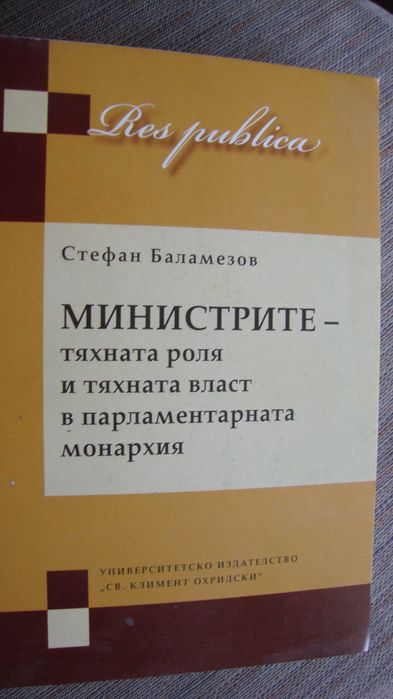 Res publica
Стефан Баламезов
МИНИСТРИТЕ –
тяхната роля
и тяхната власт
в парламентарната
монархия
УНИВЕРСИТЕТСКО ИЗДАТЕЛСТВО
„СВ. КЛИМЕНТ ОХРИДСКИ“